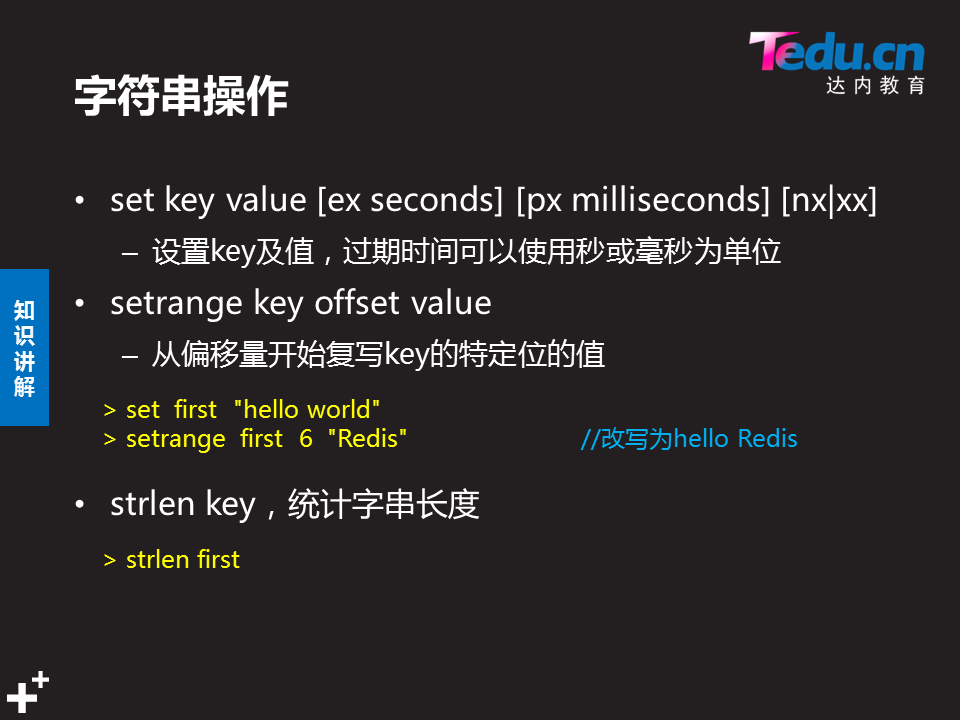 Tedu.cn
达内教育
字符串操作
• set key value [ex seconds] [px milliseconds] [nx|xx]
– 设置key及值，过期时间可以使用秒或毫秒为单位
• setrange key offset value
– 从偏移量开始复写key的特定位的值
知识讲解
> set first "hello world"
> setrange first 6 "Redis" //改写为hello Redis
• strlen key，统计字串长度
> strlen first